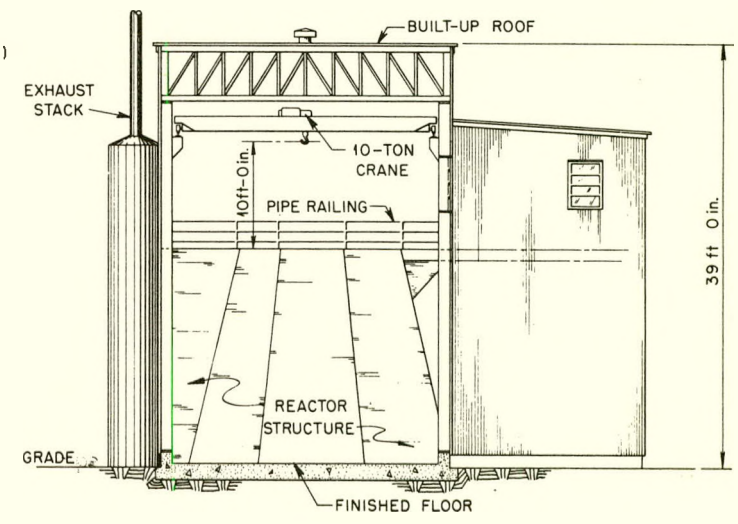 )
BUILT-UP ROOF
EXHAUST
STACK
10-TON
CRANE
10ft-0in.
PIPE RAILING
39 ft 0 in.
REACTOR
STRUCTURE
GRADE
FINISHED FLOOR